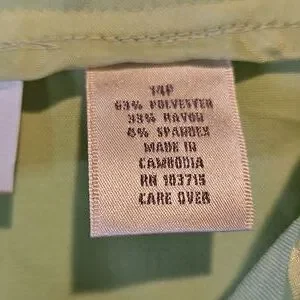 14P
63% POLYESTER
33% RAYON
4% SPANDEX
MADE IN
CAMBODIA
RN 103715
CARE OVER